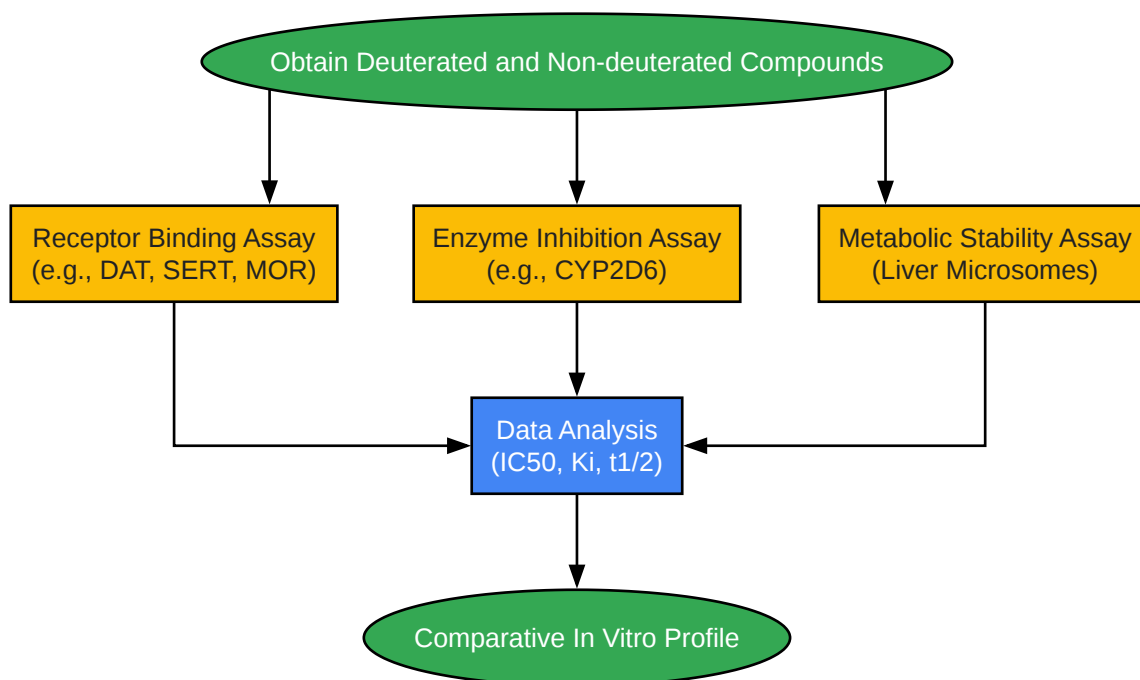 Obtain Deuterated and Non-deuterated Compounds
Receptor Binding Assay
(e.g., DAT, SERT, MOR)
Enzyme Inhibition Assay
(e.g., CYP2D6)
Metabolic Stability Assay
(Liver Microsomes)
Data Analysis
(IC50, Ki, t1/2)
Comparative In Vitro Profile